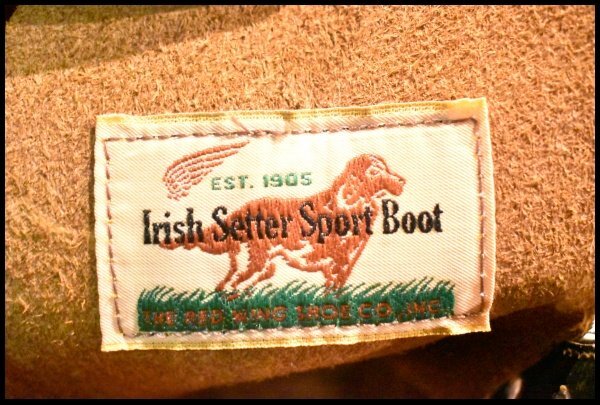 EST. 1905
Irish Setter Sport Boot
THE RED WING SHOE CO., INC.